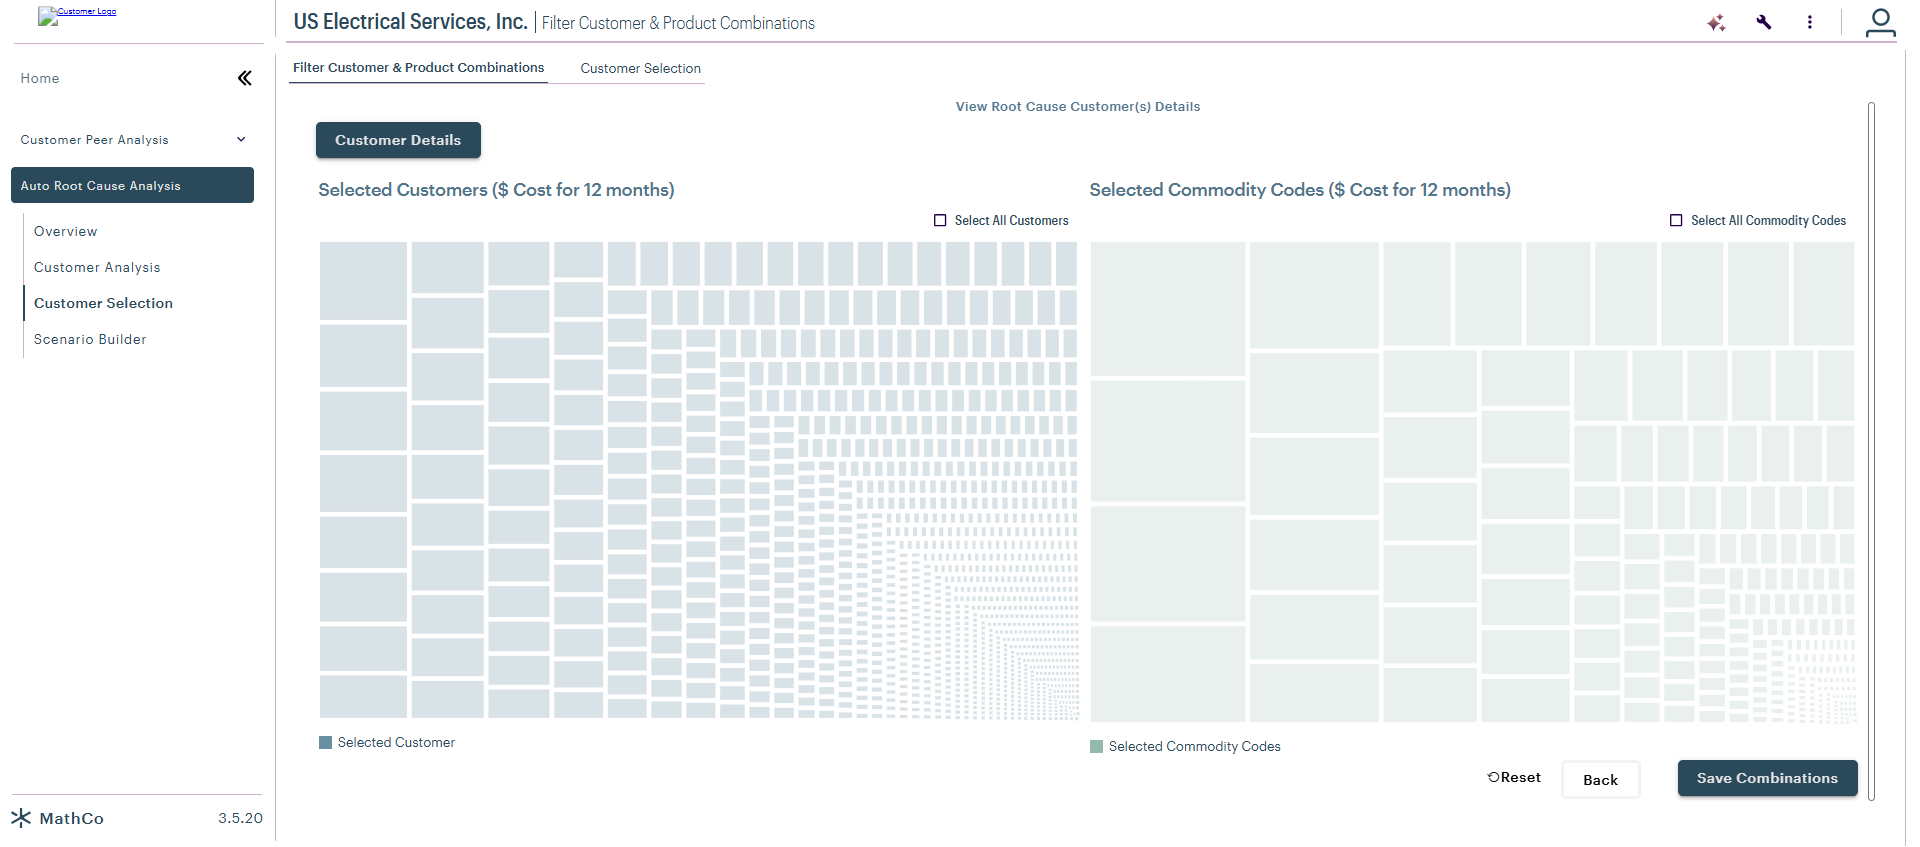 Customer Logo
US Electrical Services, Inc. Filter Customer & Product Combinations
Home
Filter Customer & Product Combinations
Customer Selection
View Root Cause Customer(s) Details
Customer Peer Analysis
Customer Details
Auto Root Cause Analysis
Selected Customers ($ Cost for 12 months)
Selected Commodity Codes ($ Cost for 12 months)
Select All Customers
Select All Commodity Codes
Overview
Customer Analysis
Customer Selection
Scenario Builder
Selected Customer
Selected Commodity Codes
Reset
Back
Save Combinations
MathCo
3.5.20